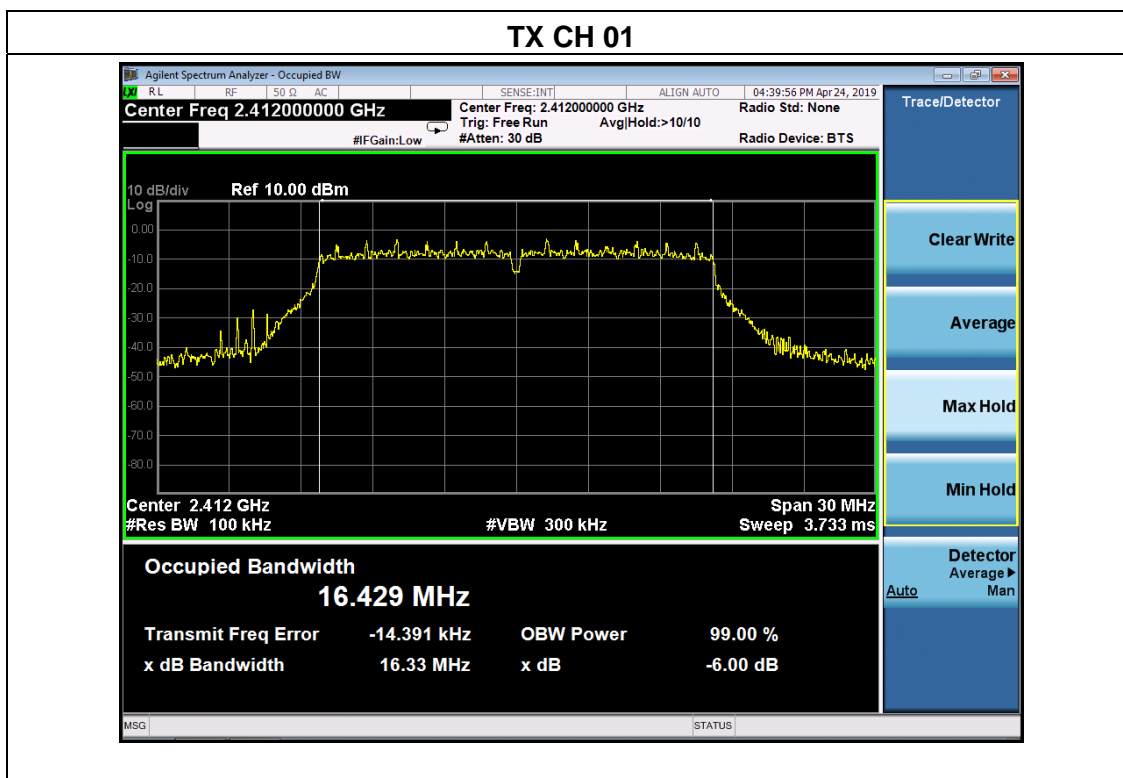 TX CH 01
Agilent Spectrum Analyzer - Occupied BW
LXI RL RF 50 Ω AC SENSE:INT ALIGN AUTO 04:39:56 PM Apr 24, 2019
Center Freq 2.412000000 GHz
Center Freq: 2.412000000 GHz
Radio Std: None
Trig: Free Run Avg|Hold:>10/10
#IFGain:Low #Atten: 30 dB Radio Device: BTS
Trace/Detector
10 dB/div Ref 10.00 dBm
Log
0.00
-10.0
-20.0
-30.0
-40.0
-50.0
-60.0
-70.0
-80.0
Center 2.412 GHz Span 30 MHz
#Res BW 100 kHz #VBW 300 kHz Sweep 3.733 ms
Clear Write
Average
Max Hold
Min Hold
Detector
Average▶
Auto Man
Occupied Bandwidth
16.429 MHz
Transmit Freq Error -14.391 kHz OBW Power 99.00 %
x dB Bandwidth 16.33 MHz x dB -6.00 dB
MSG STATUS